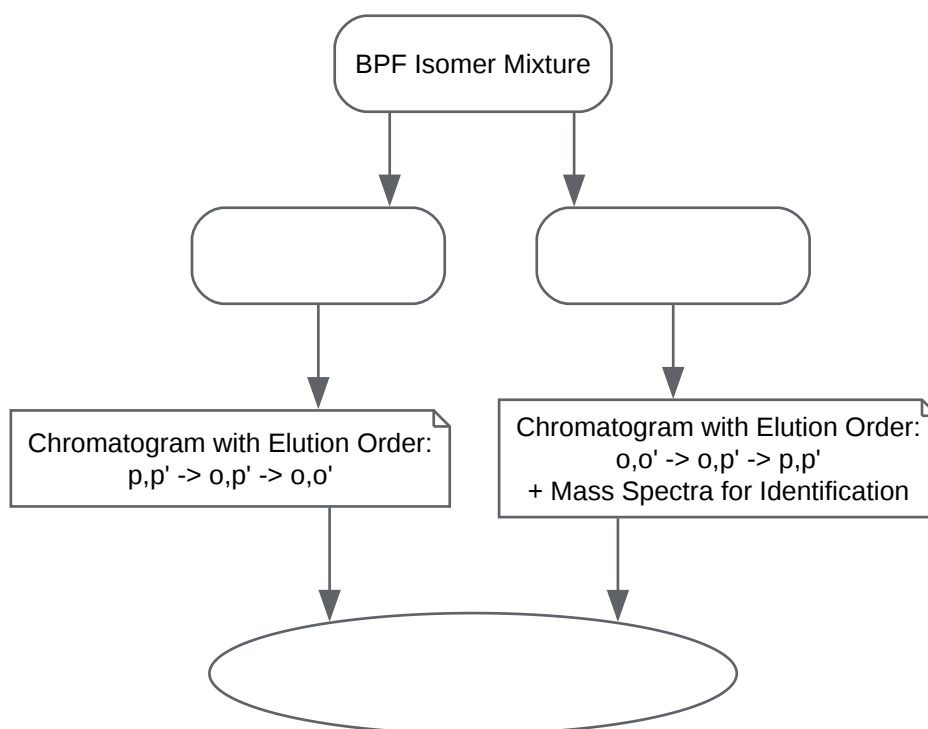 BPF Isomer Mixture
Chromatogram with Elution Order:
p,p' -> o,p' -> o,o'
Chromatogram with Elution Order:
o,o' -> o,p' -> p,p'
+ Mass Spectra for Identification